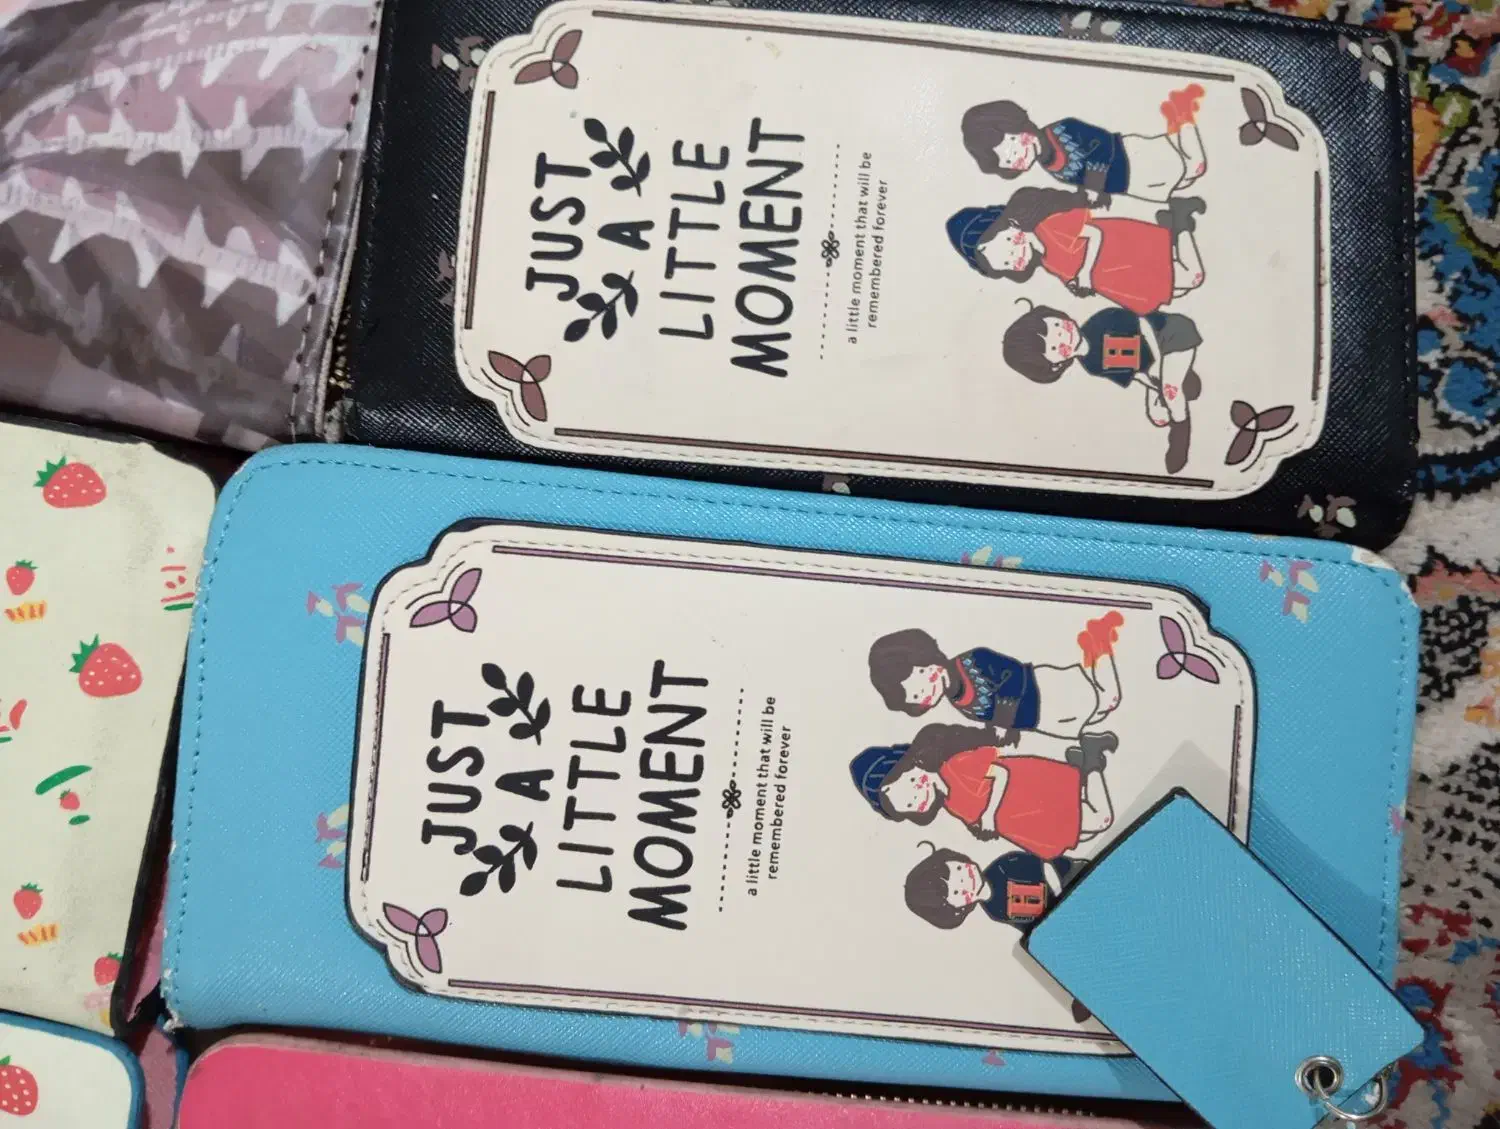 JUST
A
LITTLE
MOMENT
a little moment that will be
remembered forever
H
JUST
A
LITTLE
MOMENT
a little moment that will be
remembered forever
H